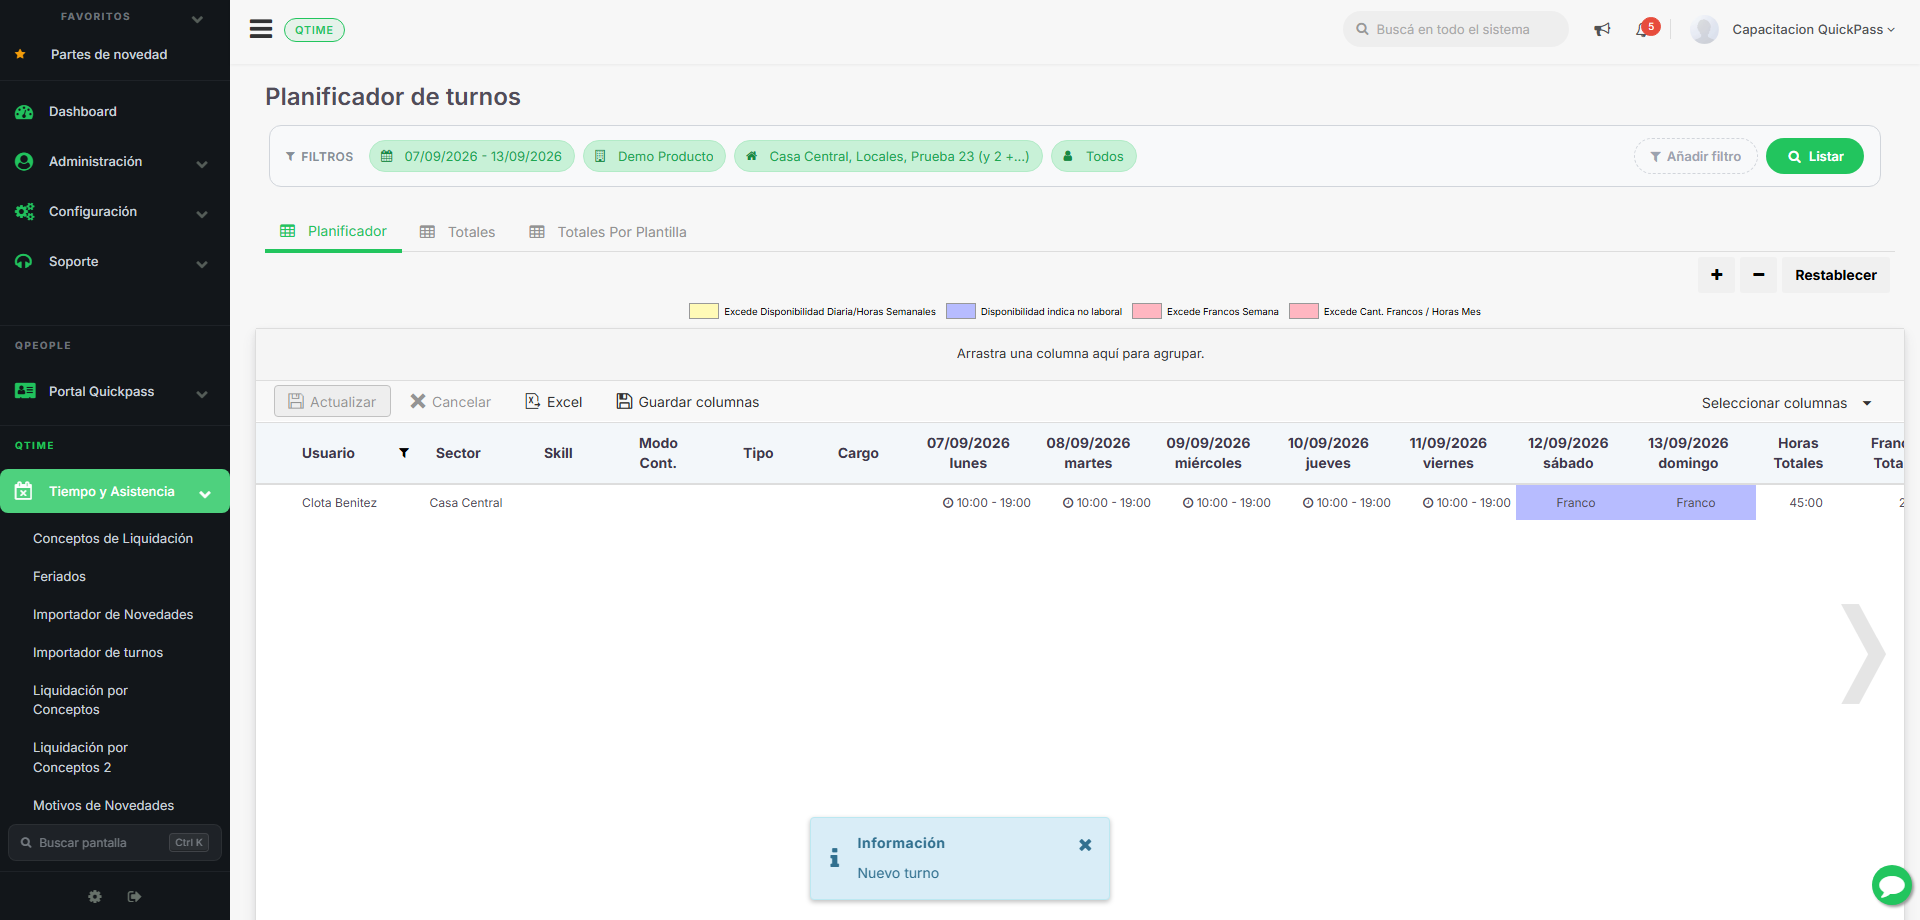 FAVORITOS
Partes de novedad
Dashboard
Administración
Configuración
Soporte
QPEOPLE
Portal Quickpass
QTIME
Tiempo y Asistencia
Conceptos de Liquidación
Feriados
Importador de Novedades
Importador de turnos
Liquidación por
Conceptos
Liquidación por
Conceptos 2
Motivos de Novedades
Buscar pantalla Ctrl K
QTIME
Buscá en todo el sistema
5
Capacitacion QuickPass
Planificador de turnos
FILTROS 07/09/2026 - 13/09/2026 Demo Producto Casa Central, Locales, Prueba 23 (y 2 +...) Todos Añadir filtro Listar
Planificador Totales Totales Por Plantilla
+ − Restablecer
Excede Disponibilidad Diaria/Horas Semanales Disponibilidad indica no laboral Excede Francos Semana Excede Cant. Francos / Horas Mes
Arrastra una columna aquí para agrupar.
Actualizar Cancelar Excel Guardar columnas Seleccionar columnas
Usuario Sector Skill Modo Cont. Tipo Cargo 07/09/2026 lunes 08/09/2026 martes 09/09/2026 miércoles 10/09/2026 jueves 11/09/2026 viernes 12/09/2026 sábado 13/09/2026 domingo Horas Totales
Clota Benitez Casa Central 10:00 - 19:00 10:00 - 19:00 10:00 - 19:00 10:00 - 19:00 10:00 - 19:00 Franco Franco 45:00
Información
Nuevo turno